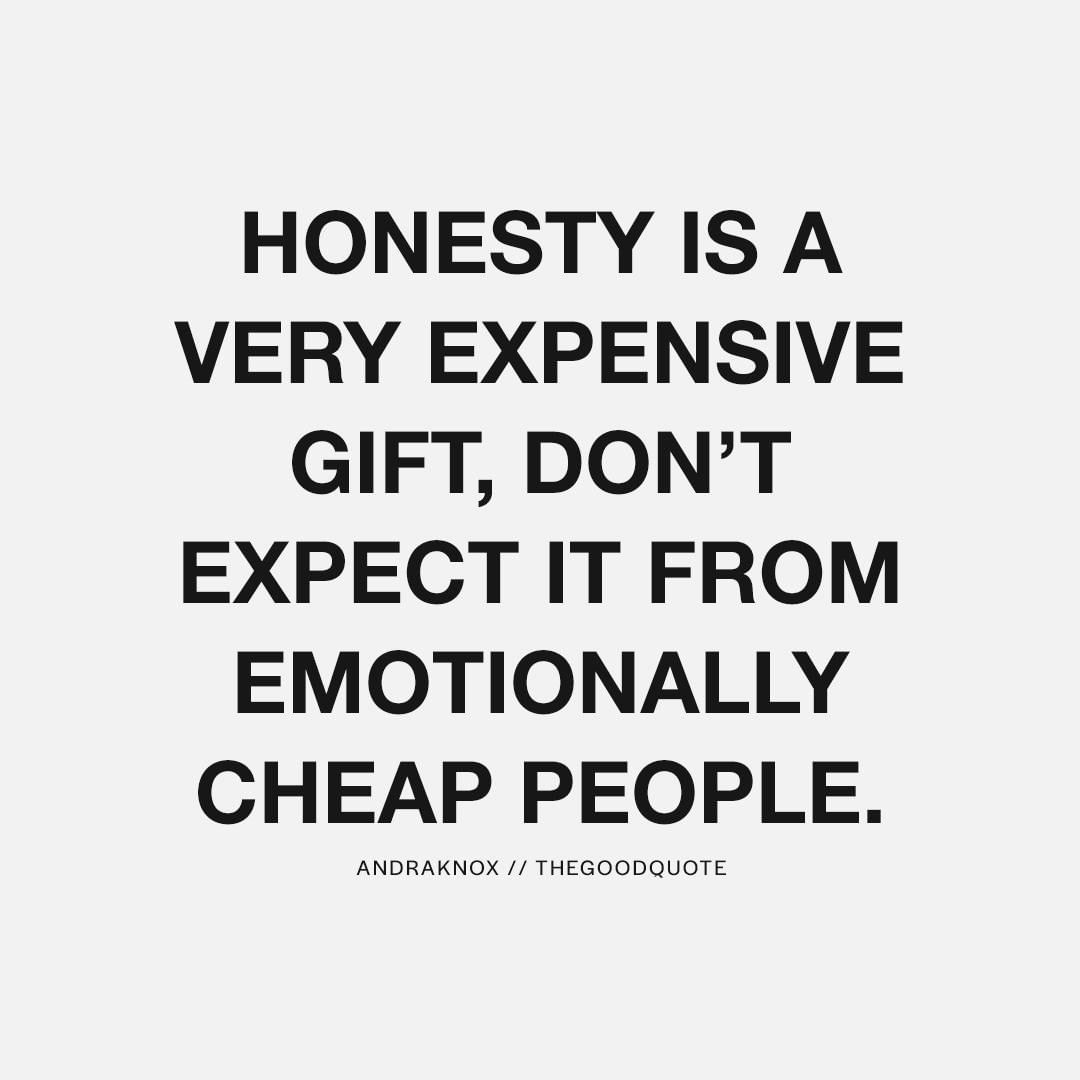 HONESTY IS A
VERY EXPENSIVE
GIFT, DON’T
EXPECT IT FROM
EMOTIONALLY
CHEAP PEOPLE.
ANDRAKNOX // THEGOODQUOTE